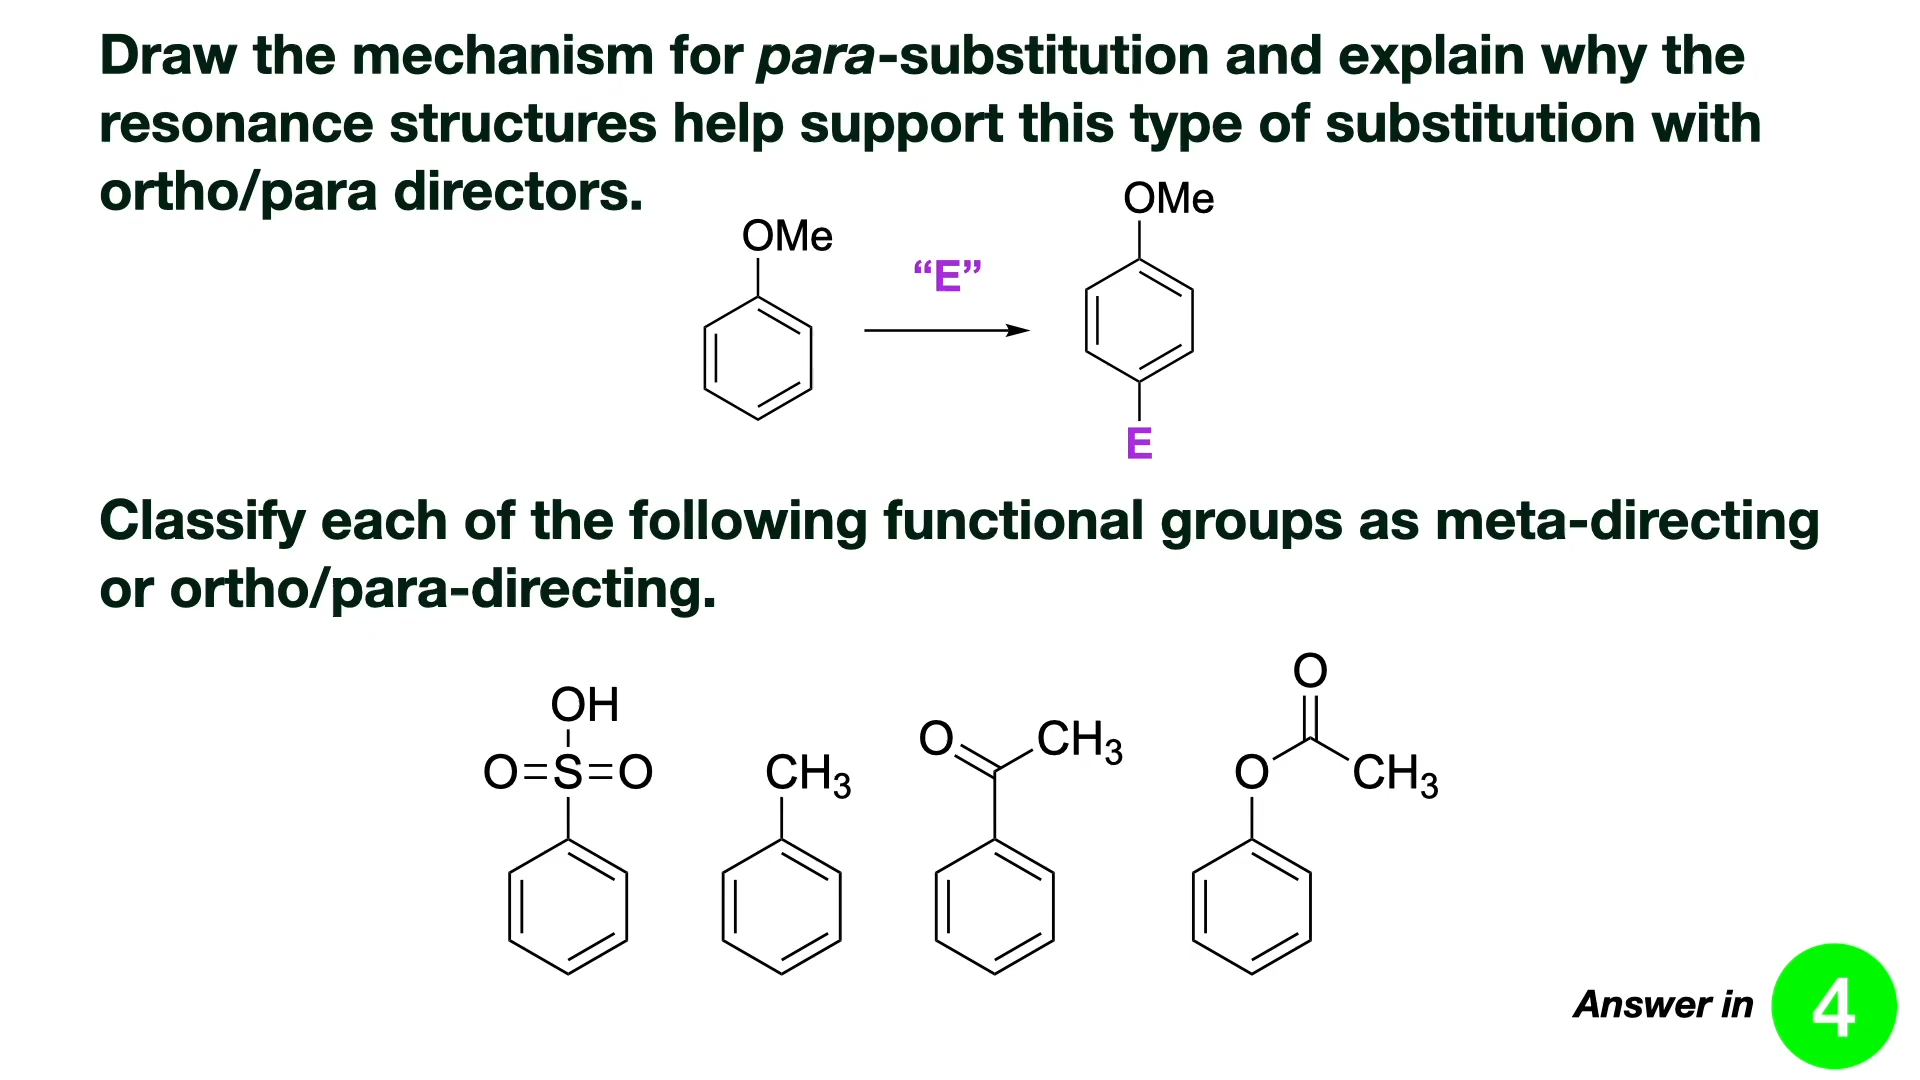 Draw the mechanism for para-substitution and explain why the
resonance structures help support this type of substitution with
ortho/para directors.
OMe
OMe
“E”
E
Classify each of the following functional groups as meta-directing
or ortho/para-directing.
OH
O=S=O
CH3
O
CH3
O
O
CH3
Answer in
4